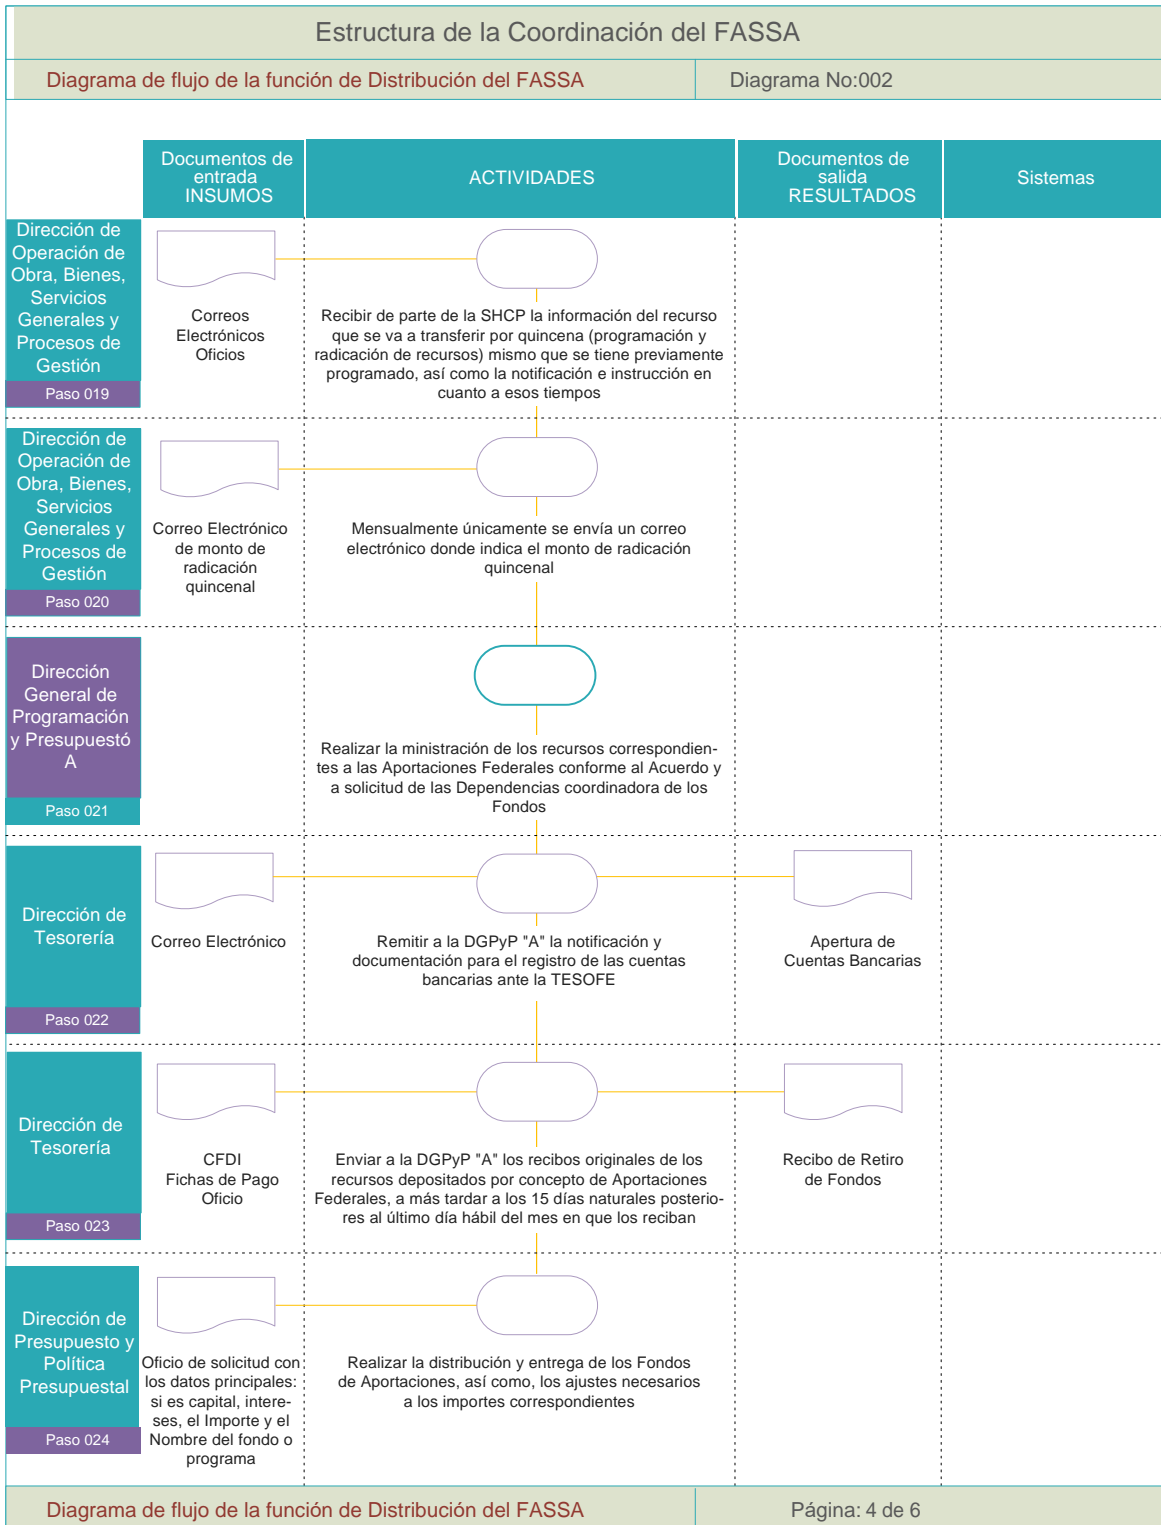 Estructura de la Coordinación del FASSA
Diagrama de flujo de la función de Distribución del FASSA
Diagrama No:002
Documentos de
entrada
INSUMOS
ACTIVIDADES
Documentos de
salida
RESULTADOS
Sistemas
Dirección de
Operación de
Obra, Bienes,
Servicios
Generales y
Procesos de
Gestión
Paso 019
Correos
Electrónicos
Oficios
Recibir de parte de la SHCP la información del recurso
que se va a transferir por quincena (programación y
radicación de recursos) mismo que se tiene previamente
programado, así como la notificación e instrucción en
cuanto a esos tiempos
Dirección de
Operación de
Obra, Bienes,
Servicios
Generales y
Procesos de
Gestión
Paso 020
Correo Electrónico
de monto de
radicación
quincenal
Mensualmente únicamente se envía un correo
electrónico donde indica el monto de radicación
quincenal
Dirección
General de
Programación
y Presupuestó
A
Paso 021
Realizar la ministración de los recursos correspondien-
tes a las Aportaciones Federales conforme al Acuerdo y
a solicitud de las Dependencias coordinadora de los
Fondos
Dirección de
Tesorería
Paso 022
Correo Electrónico
Remitir a la DGPyP "A" la notificación y
documentación para el registro de las cuentas
bancarias ante la TESOFE
Apertura de
Cuentas Bancarias
Dirección de
Tesorería
Paso 023
CFDI
Fichas de Pago
Oficio
Enviar a la DGPyP "A" los recibos originales de los
recursos depositados por concepto de Aportaciones
Federales, a más tardar a los 15 días naturales posterio-
res al último día hábil del mes en que los reciban
Recibo de Retiro
de Fondos
Dirección de
Presupuesto y
Política
Presupuestal
Paso 024
Oficio de solicitud con
los datos principales:
si es capital, intere-
ses, el Importe y el
Nombre del fondo o
programa
Realizar la distribución y entrega de los Fondos
de Aportaciones, así como, los ajustes necesarios
a los importes correspondientes
Diagrama de flujo de la función de Distribución del FASSA
Página: 4 de 6